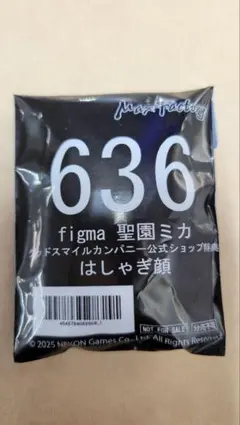 Max Factory
636
figma 聖園ミカ
グッドスマイルカンパニー公式ショップ特典
はしゃぎ顔
NOT FOR SALE
© 2025 NEXON Games Co., Ltd. All Rights